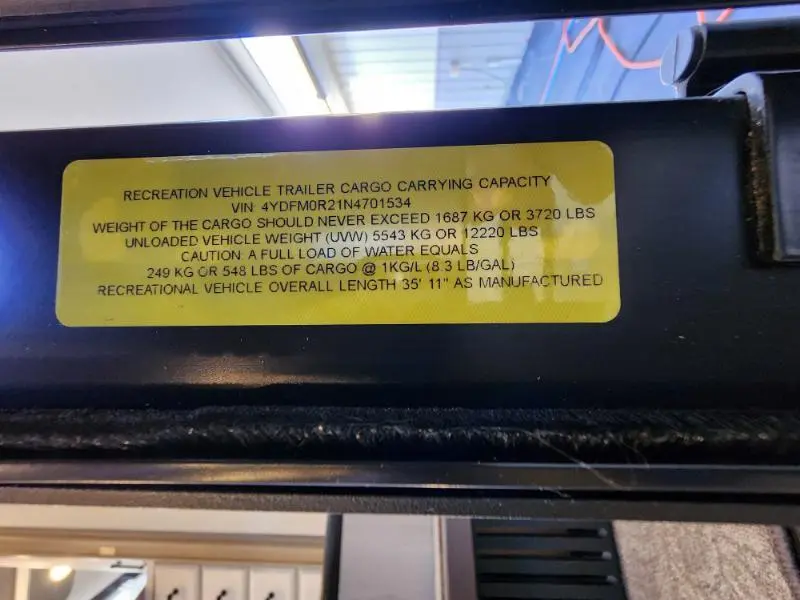 RECREATION VEHICLE TRAILER CARGO CARRYING CAPACITY
VIN: 4YDFM0R21N4701534
WEIGHT OF THE CARGO SHOULD NEVER EXCEED 1687 KG OR 3720 LBS
UNLOADED VEHICLE WEIGHT (UVW) 5543 KG OR 12220 LBS
CAUTION: A FULL LOAD OF WATER EQUALS
249 KG OR 548 LBS OF CARGO @ 1KG/L (8.3 LB/GAL)
RECREATIONAL VEHICLE OVERALL LENGTH 35' 11" AS MANUFACTURED